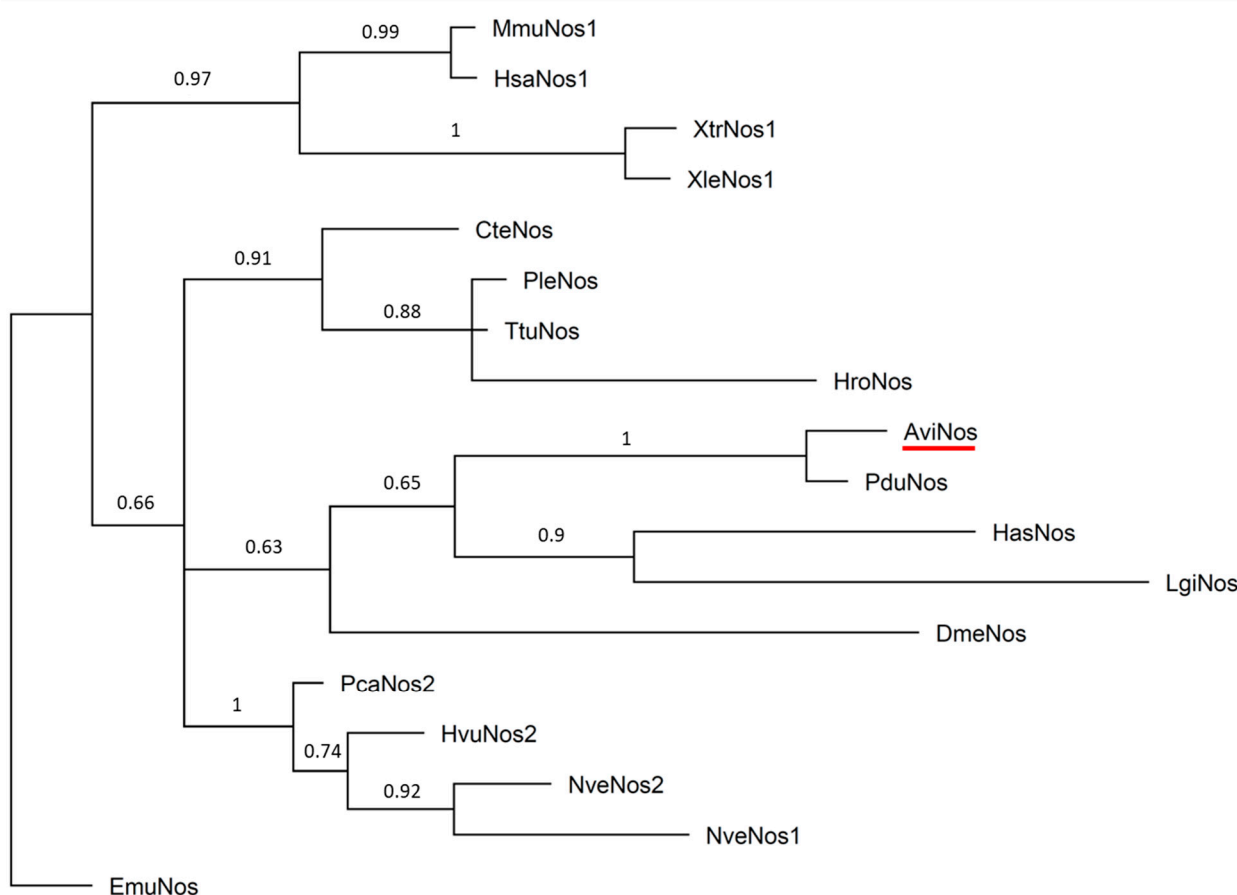 0.99
MmuNos1
HsaNos1
0.97
1
XtrNos1
XleNos1
CteNos
0.91
PleNos
0.88
TtuNos
HroNos
AviNos
1
PduNos
0.65
0.66
HasNos
0.9
0.63
LgiNos
DmeNos
PcaNos2
1
HvuNos2
0.74
NveNos2
0.92
NveNos1
EmuNos